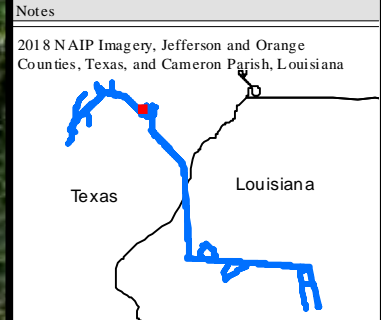 Notes
2018 NAIP Imagery, Jefferson and Orange
Counties, Texas, and Cameron Parish, Louisiana
Texas
Louisiana